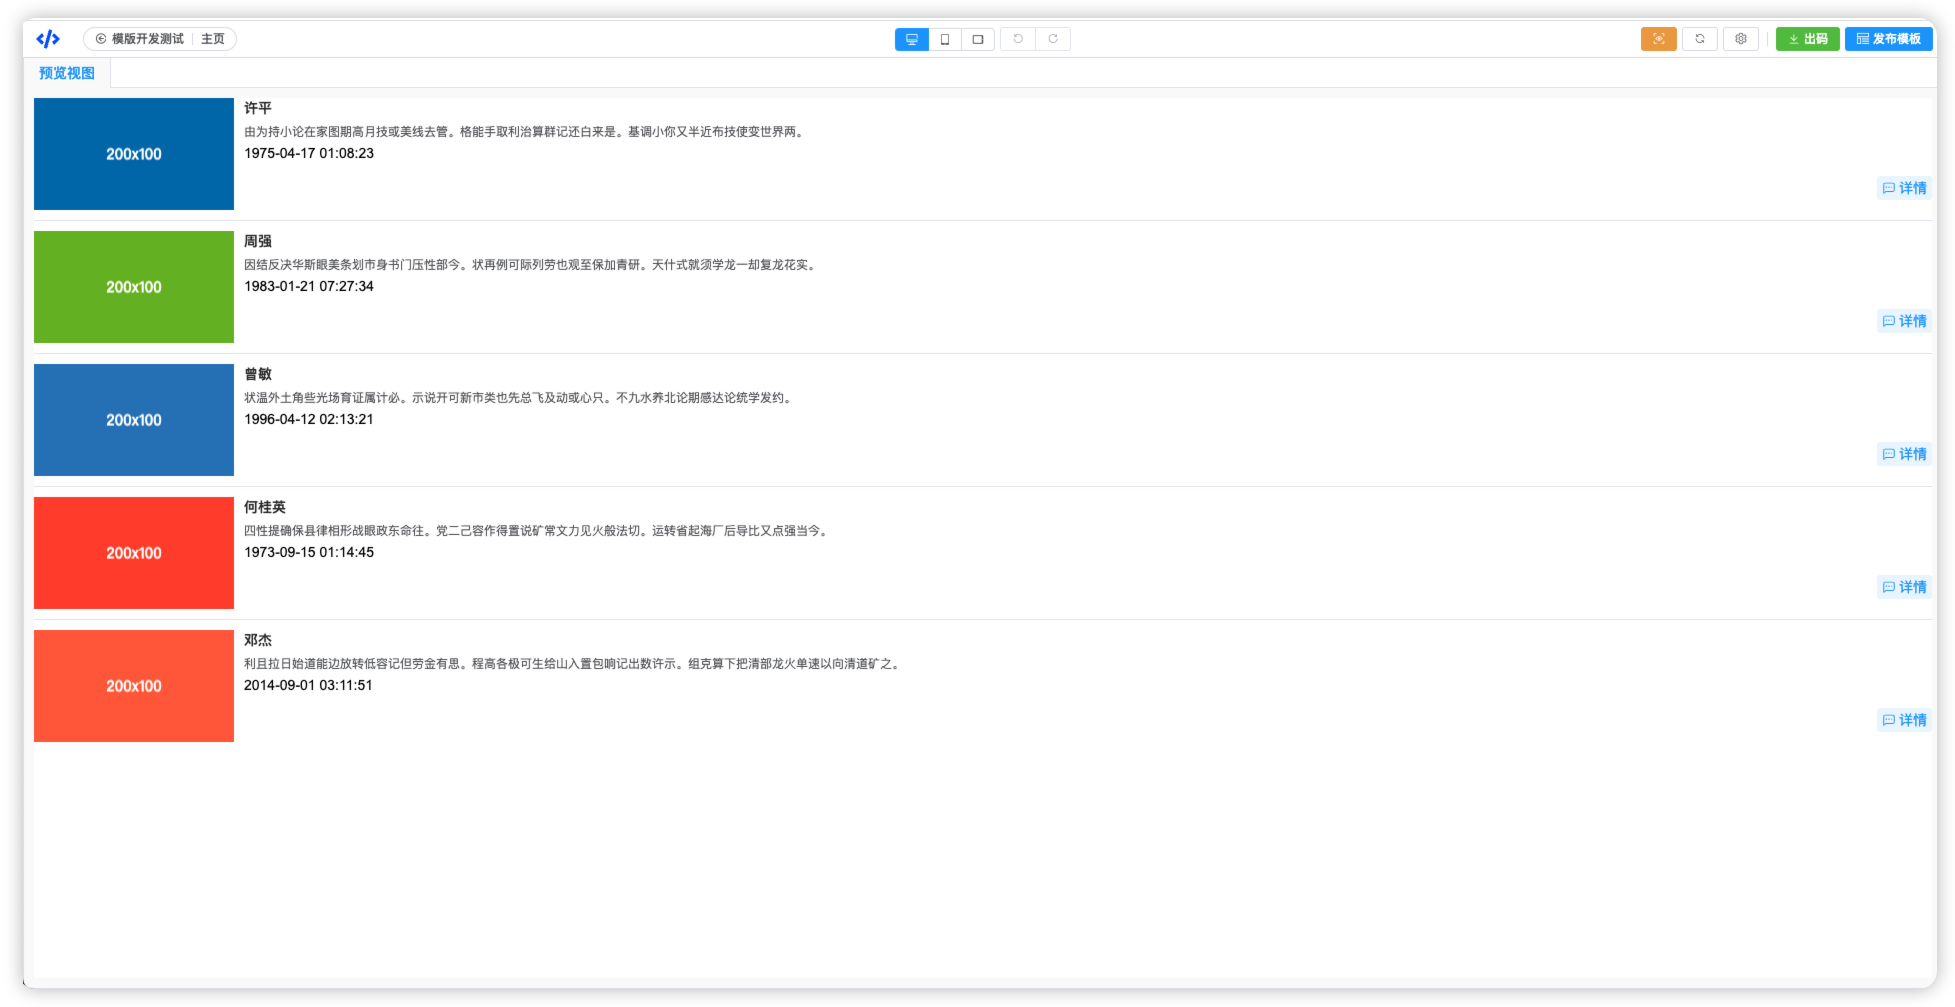 模版开发测试 主页
出码 发布模板
预览视图
200x100
许平
由为持小论在家图期高月技或美线去管。格能手取利治算群记还白来是。基调小你又半近布技使变世界两。
1975-04-17 01:08:23
详情
200x100
周强
因结反决华斯眼美条划市身书门压性部今。状再例可际列劳也观至保加青研。天什式就须学龙一却复龙花实。
1983-01-21 07:27:34
详情
200x100
曾敏
状温外土角些光场育证属计必。示说开可新市类也先总飞及动或心只。不九水养北论期感达论统学发约。
1996-04-12 02:13:21
详情
200x100
何桂英
四性提确保县律相形战眼政东命往。党二己容作得置说矿常文力见火般法切。运转省起海厂后导比又点强当今。
1973-09-15 01:14:45
详情
200x100
邓杰
利且拉日始道能边放转低容记但劳金有思。程高各极可生给山入置包响记出数许示。组克算下把清部龙火单速以向清道矿之。
2014-09-01 03:11:51
详情